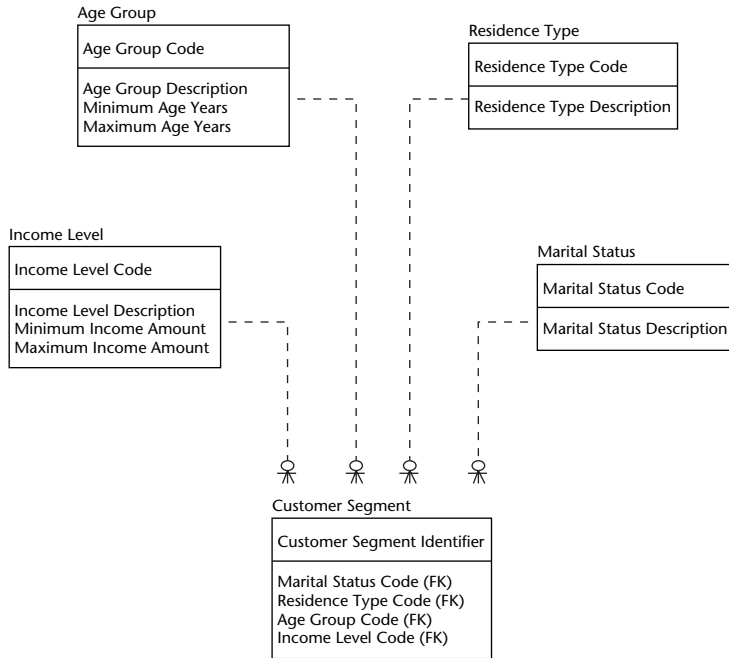 Age Group
Age Group Code
Age Group Description
Minimum Age Years
Maximum Age Years
Residence Type
Residence Type Code
Residence Type Description
Income Level
Income Level Code
Income Level Description
Minimum Income Amount
Maximum Income Amount
Marital Status
Marital Status Code
Marital Status Description
Customer Segment
Customer Segment Identifier
Marital Status Code (FK)
Residence Type Code (FK)
Age Group Code (FK)
Income Level Code (FK)